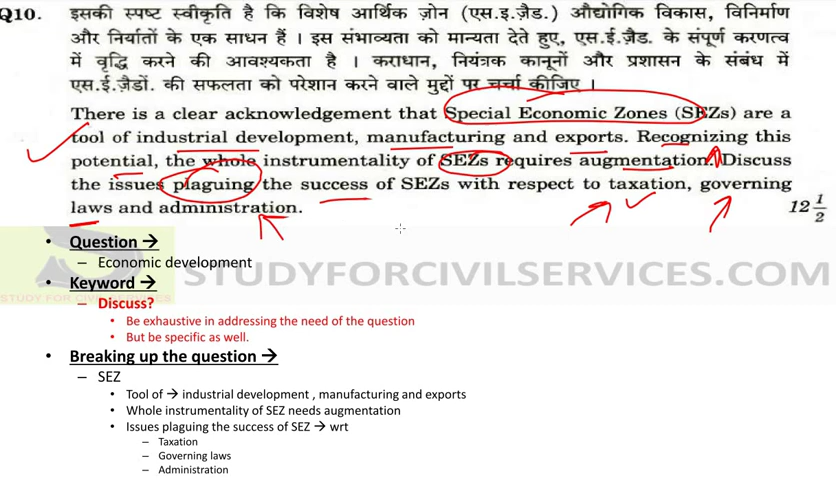 Q10. इसकी स्पष्ट स्वीकृति है कि विशेष आर्थिक ज़ोन (एस.इ.ज़ैड.) औद्योगिक विकास, विनिर्माण
और निर्यातों के एक साधन हैं । इस संभाव्यता को मान्यता देते हुए, एस.ई.ज़ैड. के संपूर्ण करणत्व
में वृद्धि करने की आवश्यकता है । कराधान, नियंत्रक कानूनों और प्रशासन के संबंध में
एस.ई.ज़ैडों. की सफलता को परेशान करने वाले मुद्दों पर चर्चा कीजिए ।
There is a clear acknowledgement that Special Economic Zones (SEZs) are a
tool of industrial development, manufacturing and exports. Recognizing this
potential, the whole instrumentality of SEZs requires augmentation. Discuss
the issues plaguing the success of SEZs with respect to taxation, governing
laws and administration. 12 1/2
• Question →
– Economic development
STUDYFORCIVILSERVICES.COM
• Keyword →
– Discuss?
• Be exhaustive in addressing the need of the question
• But be specific as well.
• Breaking up the question →
– SEZ
• Tool of → industrial development , manufacturing and exports
• Whole instrumentality of SEZ needs augmentation
• Issues plaguing the success of SEZ → wrt
– Taxation
– Governing laws
– Administration